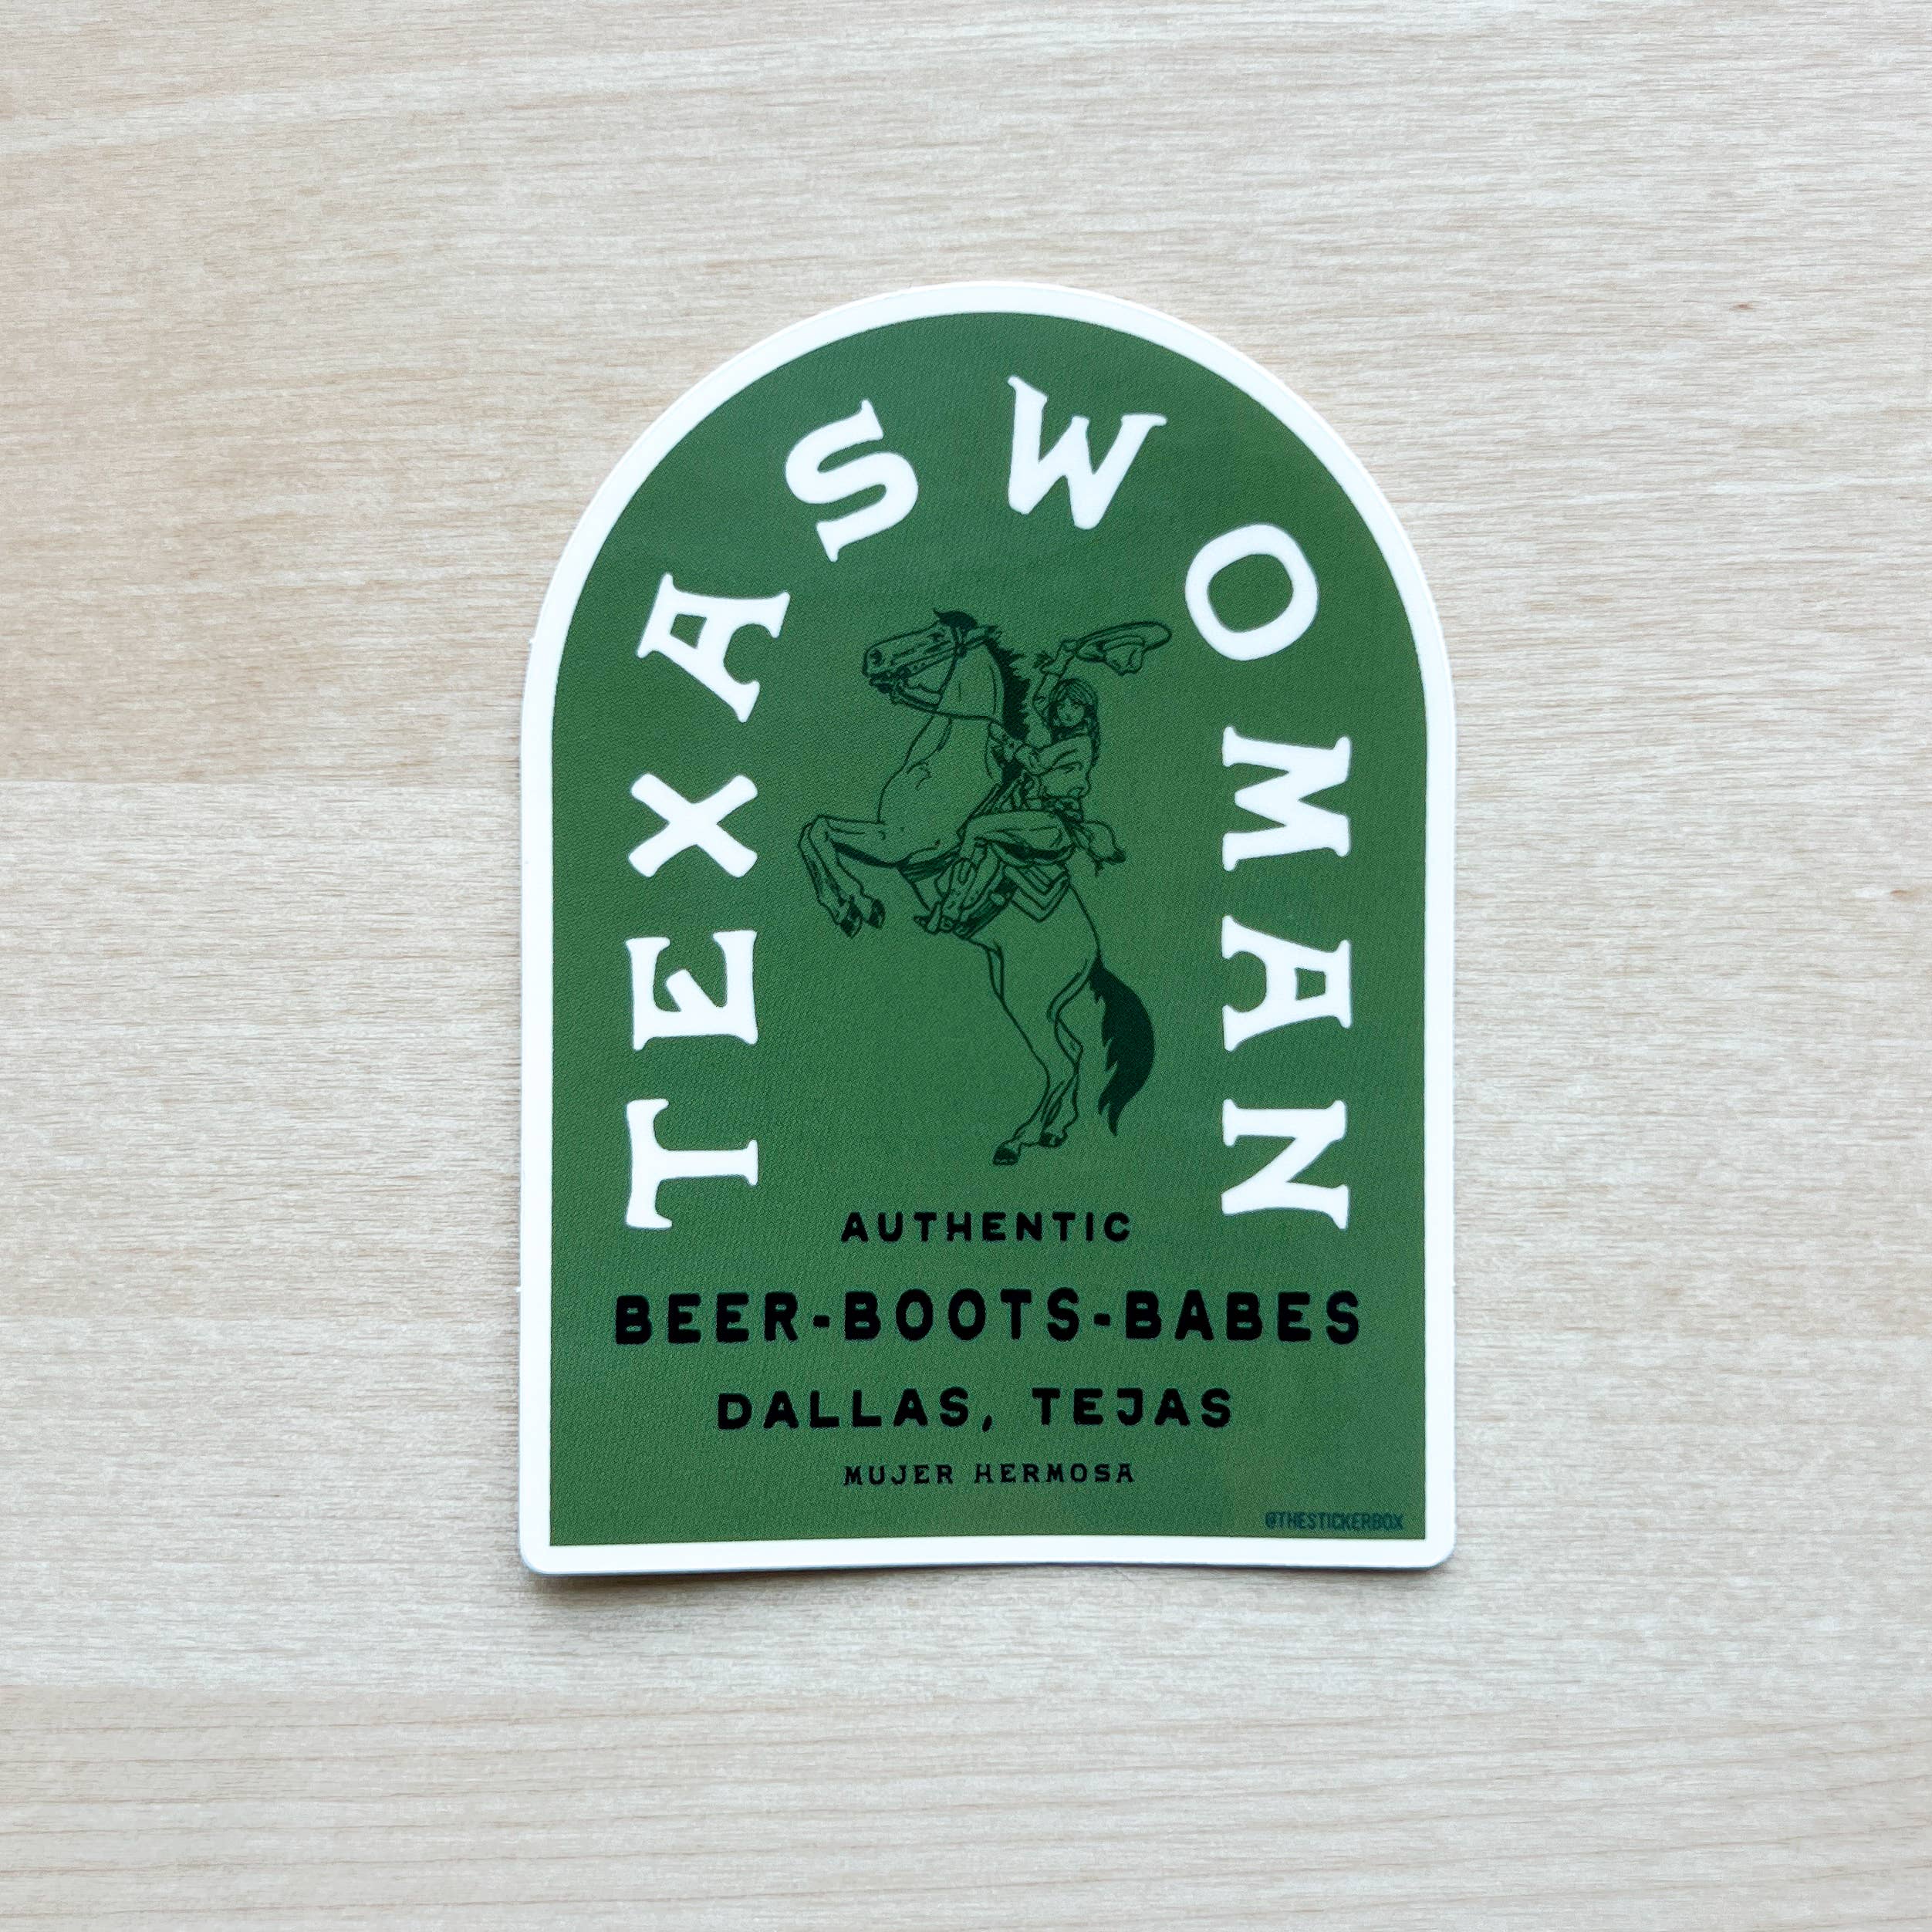 TEXAS WOMAN
AUTHENTIC
BEER-BOOTS-BABES
DALLAS, TEJAS
MUJER HERMOSA
@THESTICKERBOX